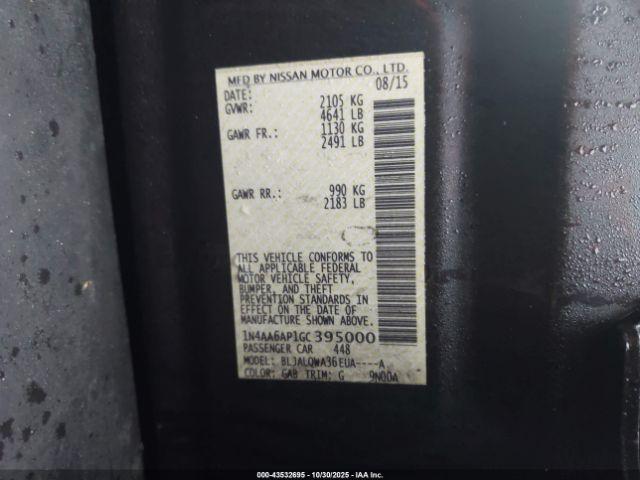 MFD BY NISSAN MOTOR CO., LTD.
DATE: 08/15
GVWR: 2105 KG
4641 LB
GAWR FR.: 1130 KG
2491 LB
GAWR RR.: 990 KG
2183 LB
THIS VEHICLE CONFORMS TO
ALL APPLICABLE FEDERAL
MOTOR VEHICLE SAFETY,
BUMPER, AND THEFT
PREVENTION STANDARDS IN
EFFECT ON THE DATE OF
MANUFACTURE SHOWN ABOVE.
1N4AA6AP1GC395000
PASSENGER CAR 448
MODEL: BLJALQWA36EUA----A
COLOR: GAB TRIM: G 9N00A
000-43532695 - 10/30/2025 - IAA Inc.